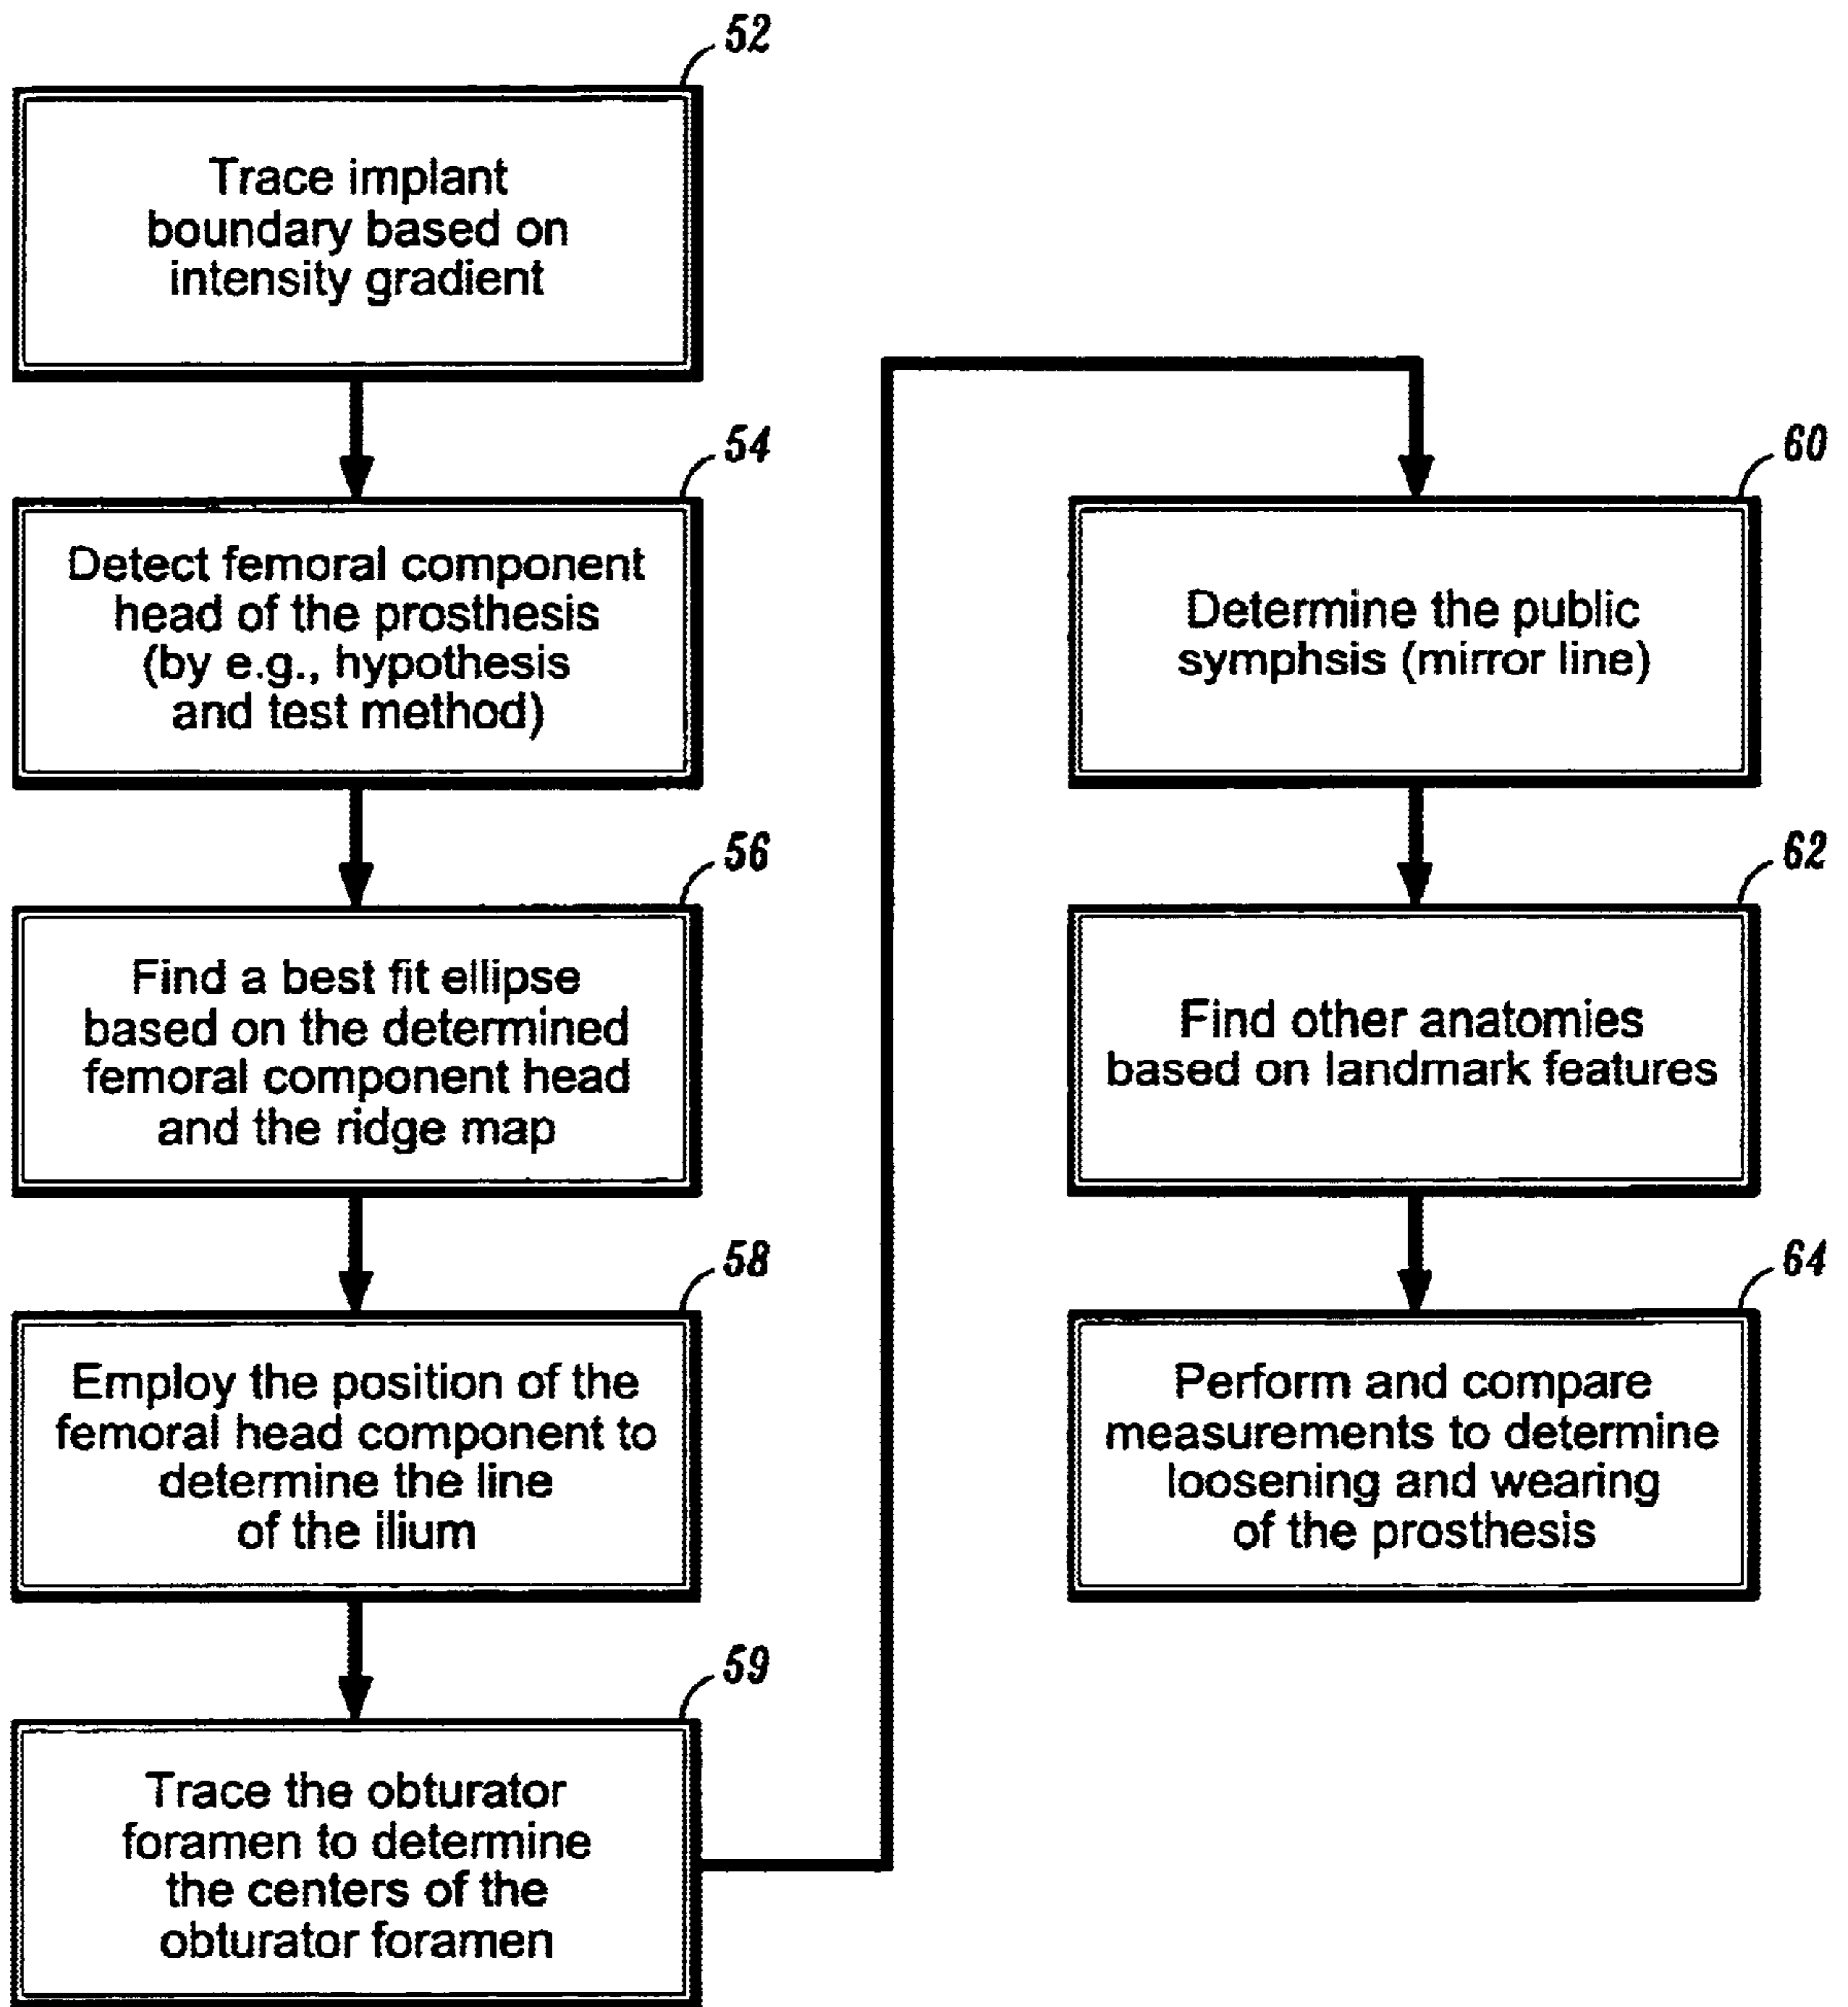 52
Trace implant
boundary based on
intensity gradient
54
Detect femoral component
head of the prosthesis
(by e.g., hypothesis
and test method)
56
Find a best fit ellipse
based on the determined
femoral component head
and the ridge map
58
Employ the position of the
femoral head component to
determine the line
of the ilium
59
Trace the obturator
foramen to determine
the centers of the
obturator foramen
60
Determine the public
symphsis (mirror line)
62
Find other anatomies
based on landmark features
64
Perform and compare
measurements to determine
loosening and wearing
of the prosthesis